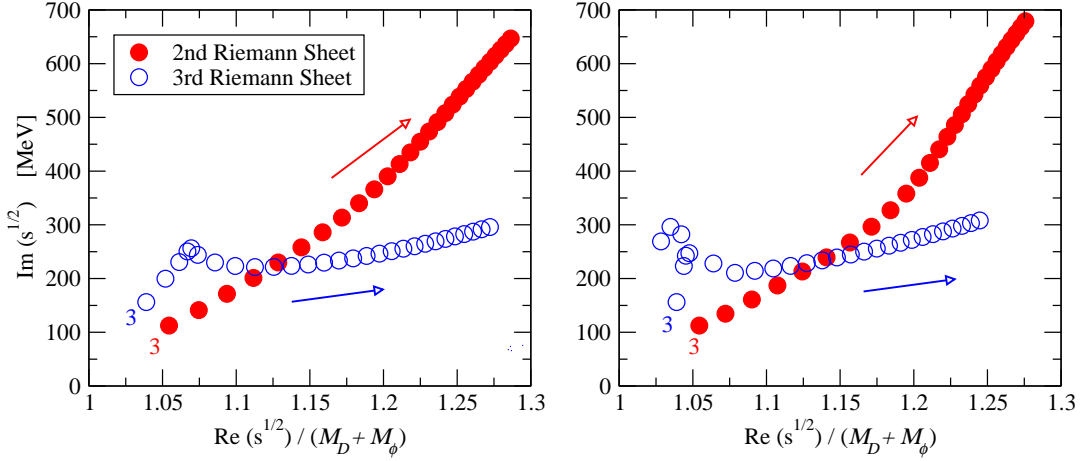 Im (s^{1/2}) [MeV]
700
600
500
400
300
200
100
0
2nd Riemann Sheet
3rd Riemann Sheet
3
3
1 1.05 1.1 1.15 1.2 1.25 1.3
Re (s^{1/2}) / (M_D + M_ϕ)
700
600
500
400
300
200
100
0
3
3
1 1.05 1.1 1.15 1.2 1.25 1.3
Re (s^{1/2}) / (M_D + M_ϕ)